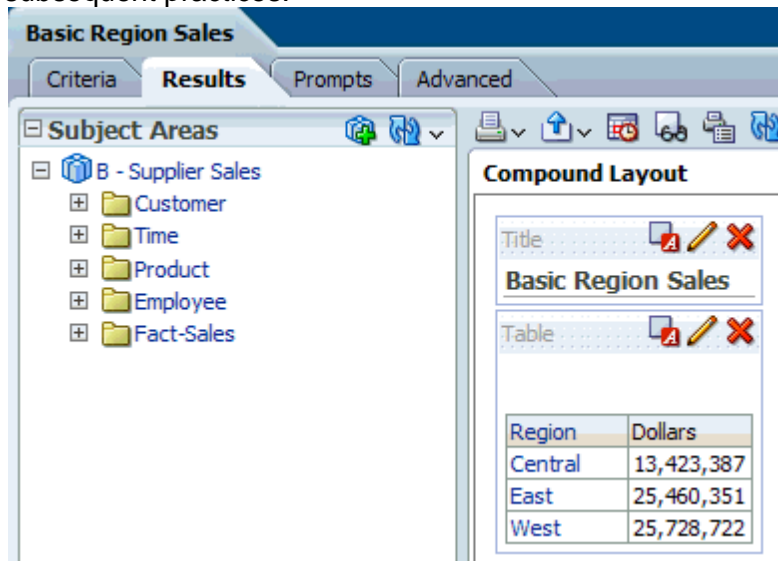 subsequent practices.
Basic Region Sales
Criteria Results Prompts Advanced
Subject Areas
B - Supplier Sales
Customer
Time
Product
Employee
Fact-Sales
Compound Layout
Title
Basic Region Sales
Table
Region Dollars
Central 13,423,387
East 25,460,351
West 25,728,722